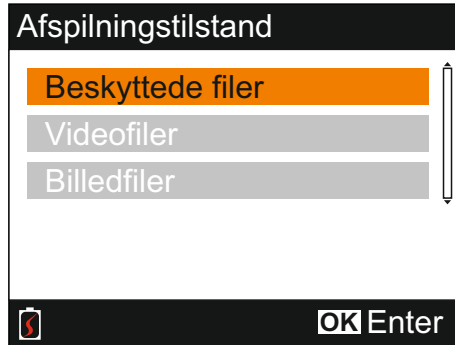 Afspilningstilstand
Beskyttede filer
Videofiler
Billedfiler
OK Enter